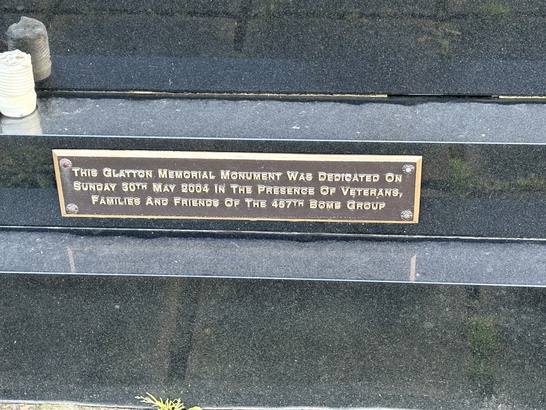 This Glatton Memorial Monument Was Dedicated On
Sunday 30th May 2004 In The Presence Of Veterans,
Families And Friends Of The 457th Bomb Group